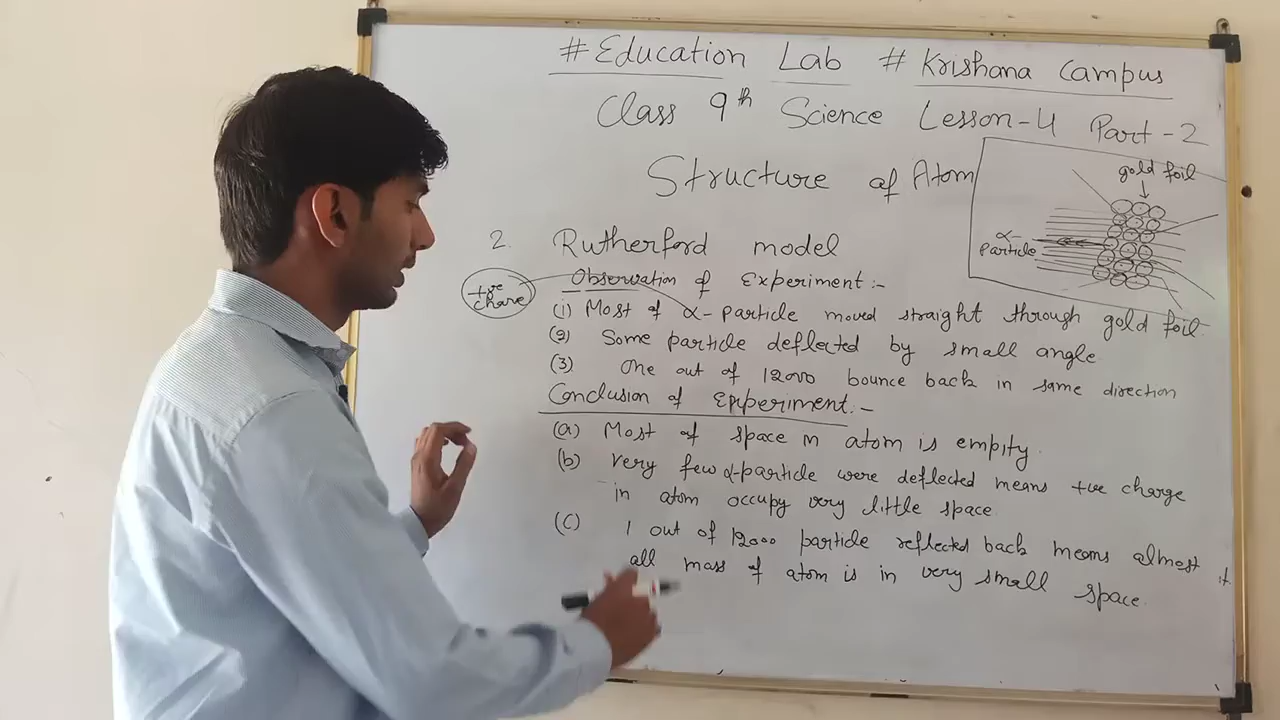 # Education Lab # Krishana Campus
Class 9th Science Lesson-4 Part-2
Structure of Atom
gold foil
α-
particle
2. Rutherford model
+ve
chare
Observation of Experiment:-
(1) Most of α-particle moved straight through gold foil.
(2) Some particle deflected by small angle
(3) One out of 12000 bounce back in same direction
Conclusion of Experiment:-
(a) Most of space in atom is empity.
(b) Very few α-particle were deflected means +ve charge
in atom occupy very little space
(C) 1 out of 12000 particle reflected back means almost
all mass of atom is in very small space.